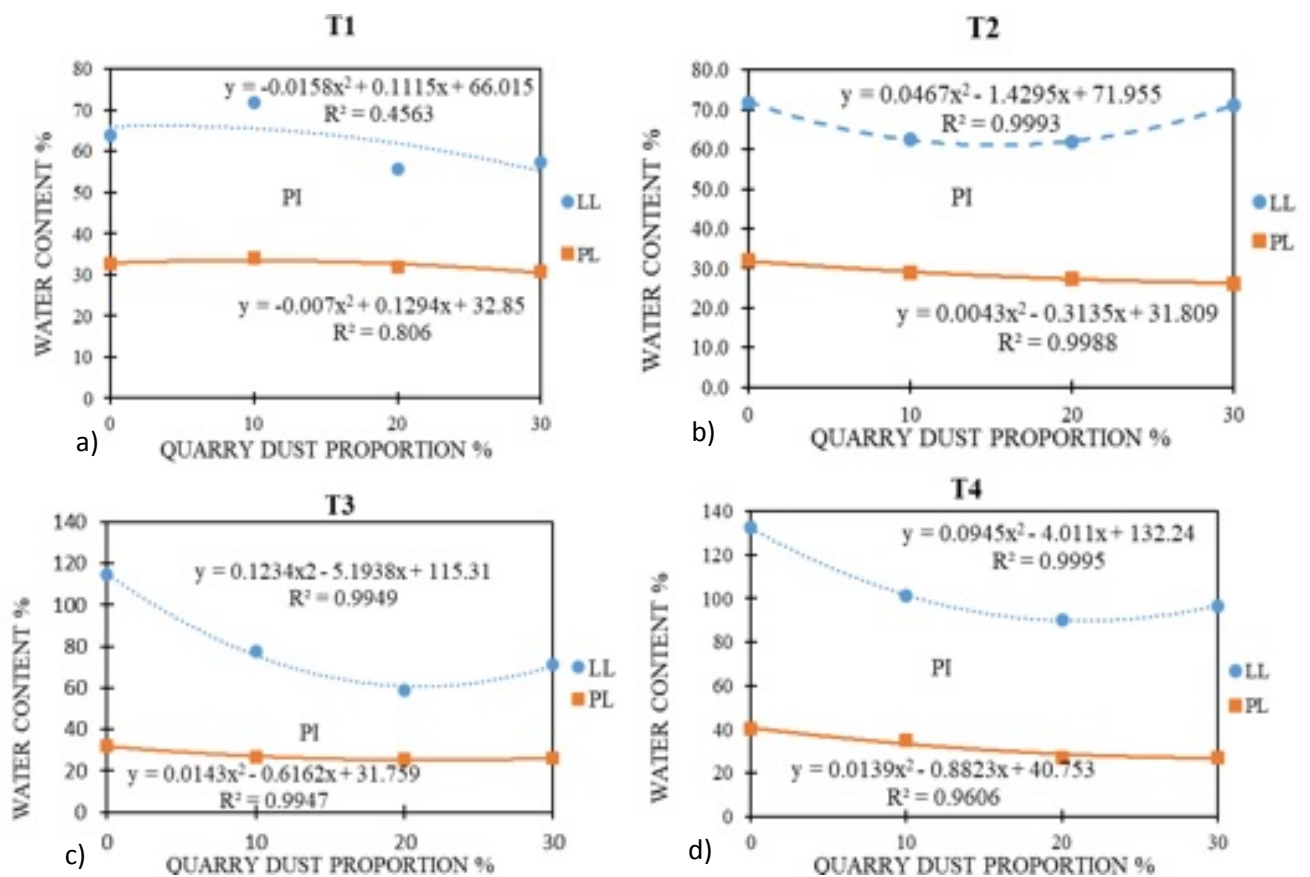 T1
80
70
60
50
40
30
20
10
0
0
10
20
30
WATER CONTENT %
QUARRY DUST PROPORTION %
y = -0.0158x² + 0.1115x + 66.015
R² = 0.4563
PI
y = -0.007x² + 0.1294x + 32.85
R² = 0.806
LL
PL
a)
T2
80.0
70.0
60.0
50.0
40.0
30.0
20.0
10.0
0.0
0
10
20
30
WATER CONTENT %
QUARRY DUST PROPORTION %
y = 0.0467x² - 1.4295x + 71.955
R² = 0.9993
PI
y = 0.0043x² - 0.3135x + 31.809
R² = 0.9988
LL
PL
b)
T3
140
120
100
80
60
40
20
0
0
10
20
30
WATER CONTENT %
QUARRY DUST PROPORTION %
y = 0.1234x2 - 5.1938x + 115.31
R² = 0.9949
PI
y = 0.0143x² - 0.6162x + 31.759
R² = 0.9947
LL
PL
c)
T4
140
120
100
80
60
40
20
0
0
10
20
30
WATER CONTENT %
QUARRY DUST PROPORTION %
y = 0.0945x² - 4.011x + 132.24
R² = 0.9995
PI
y = 0.0139x² - 0.8823x + 40.753
R² = 0.9606
LL
PL
d)